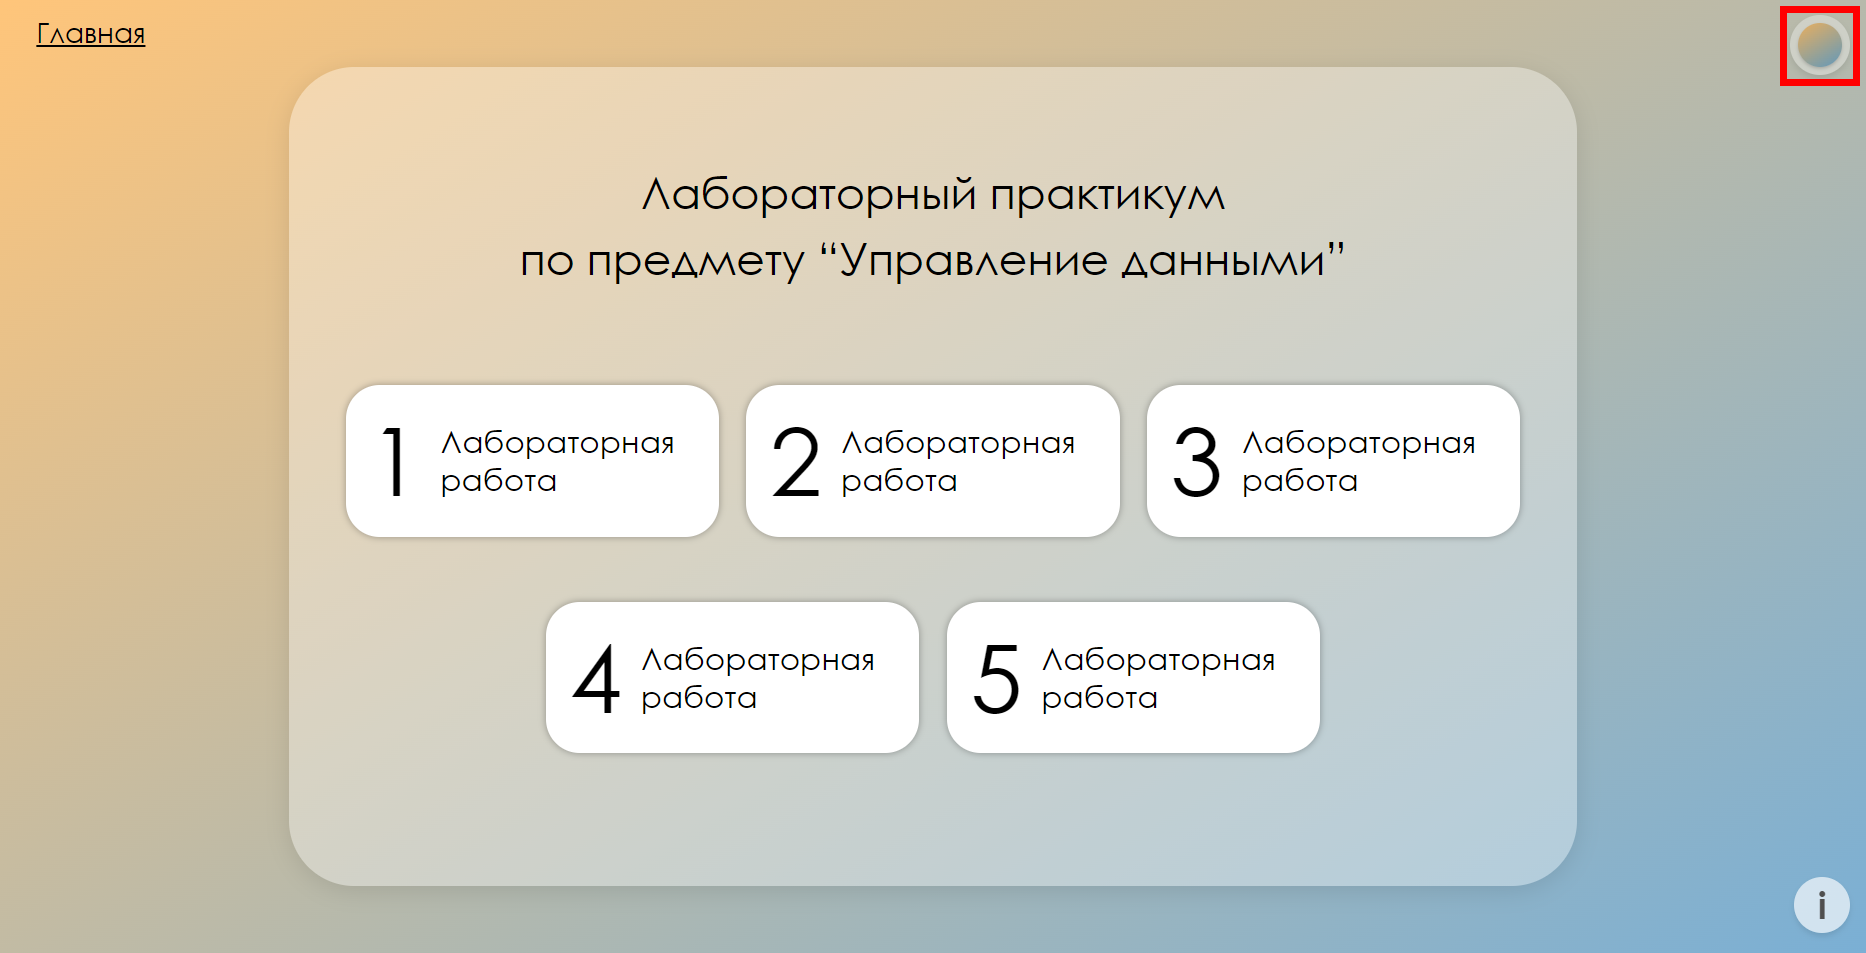 Главная
Лабораторный практикум
по предмету “Управление данными”
1 Лабораторная
работа
2 Лабораторная
работа
3 Лабораторная
работа
4 Лабораторная
работа
5 Лабораторная
работа
i